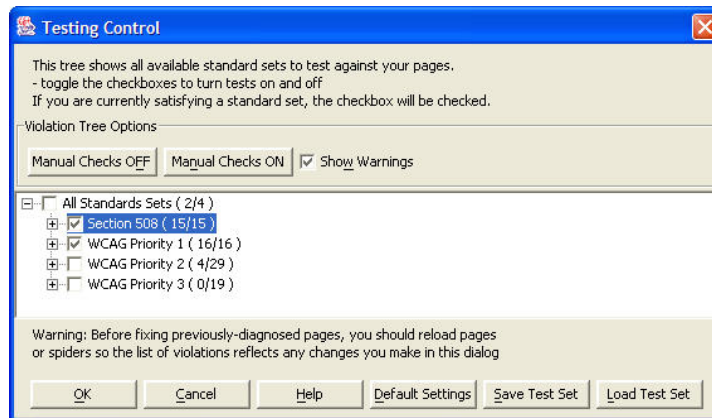 Testing Control
This tree shows all available standard sets to test against your pages.
- toggle the checkboxes to turn tests on and off
If you are currently satisfying a standard set, the checkbox will be checked.
Violation Tree Options
Manual Checks OFF Manual Checks ON Show Warnings
All Standards Sets ( 2/4 )
Section 508 ( 15/15 )
WCAG Priority 1 ( 16/16 )
WCAG Priority 2 ( 4/29 )
WCAG Priority 3 ( 0/19 )
Warning: Before fixing previously-diagnosed pages, you should reload pages
or spiders so the list of violations reflects any changes you make in this dialog
OK Cancel Help Default Settings Save Test Set Load Test Set